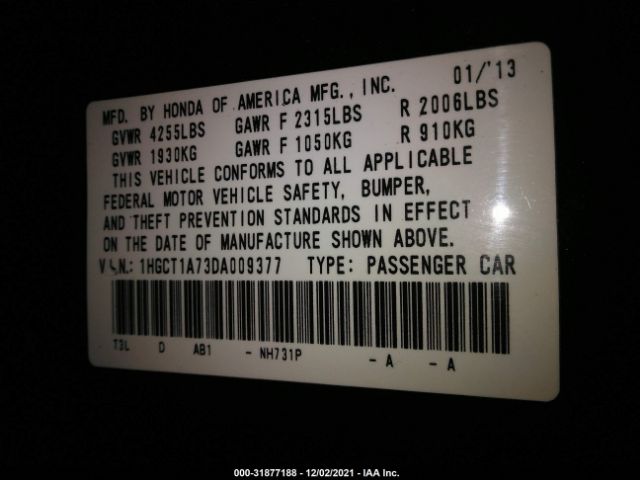 MFD. BY HONDA OF AMERICA MFG., INC. 01/'13
GVWR 4255LBS GAWR F 2315LBS R 2006LBS
GVWR 1930KG GAWR F 1050KG R 910KG
THIS VEHICLE CONFORMS TO ALL APPLICABLE
FEDERAL MOTOR VEHICLE SAFETY, BUMPER,
AND THEFT PREVENTION STANDARDS IN EFFECT
ON THE DATE OF MANUFACTURE SHOWN ABOVE.
V.I.N.: 1HGCT1A73DA009377 TYPE: PASSENGER CAR
T3L D AB1 - NH731P - A - A
000-31877188 - 12/02/2021 - IAA Inc.